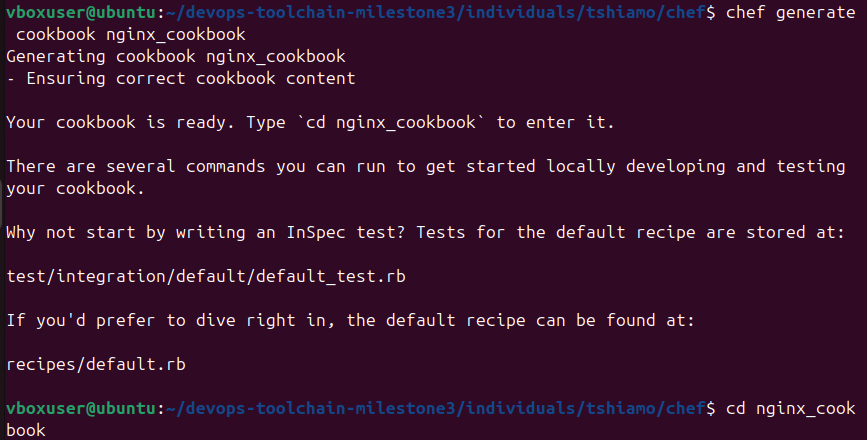 vboxuser@ubuntu:~/devops-toolchain-milestone3/individuals/tshiamo/chef$ chef generate
 cookbook nginx_cookbook
Generating cookbook nginx_cookbook
- Ensuring correct cookbook content
Your cookbook is ready. Type `cd nginx_cookbook` to enter it.
There are several commands you can run to get started locally developing and testing
your cookbook.
Why not start by writing an InSpec test? Tests for the default recipe are stored at:
test/integration/default/default_test.rb
If you'd prefer to dive right in, the default recipe can be found at:
recipes/default.rb
vboxuser@ubuntu:~/devops-toolchain-milestone3/individuals/tshiamo/chef$ cd nginx_cook
book